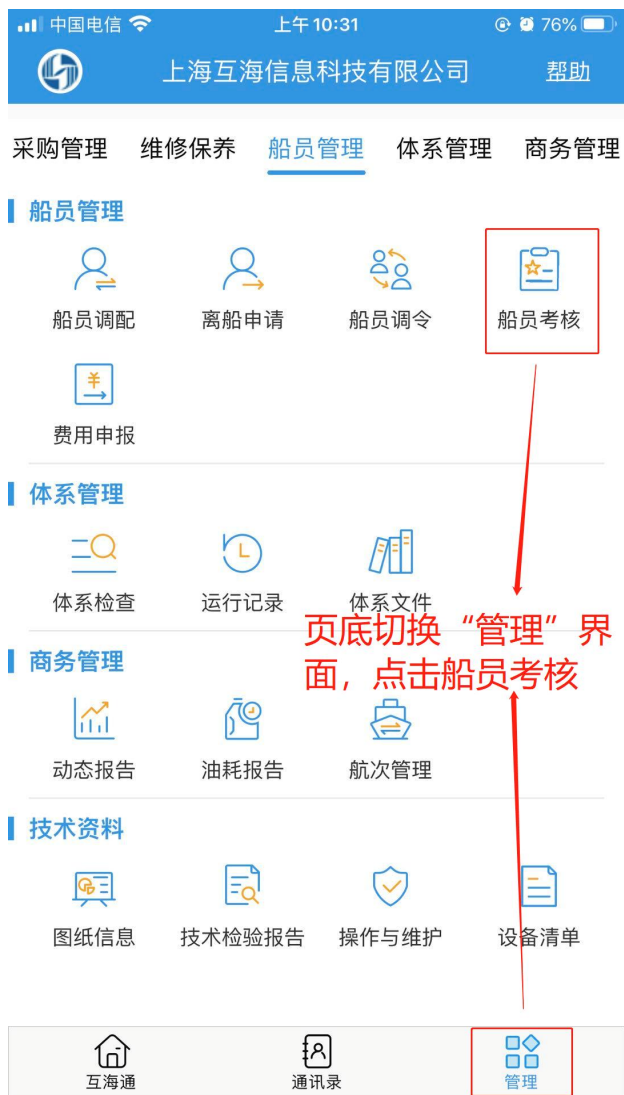 中国电信 上午10:31 76%
上海互海信息科技有限公司 帮助
采购管理 维修保养 船员管理 体系管理 商务管理
船员管理
船员调配 离船申请 船员调令 船员考核
费用申报
体系管理
体系检查 运行记录 体系文件
页底切换“管理”界
面，点击船员考核
商务管理
动态报告 油耗报告 航次管理
技术资料
图纸信息 技术检验报告 操作与维护 设备清单
互海通 通讯录 管理